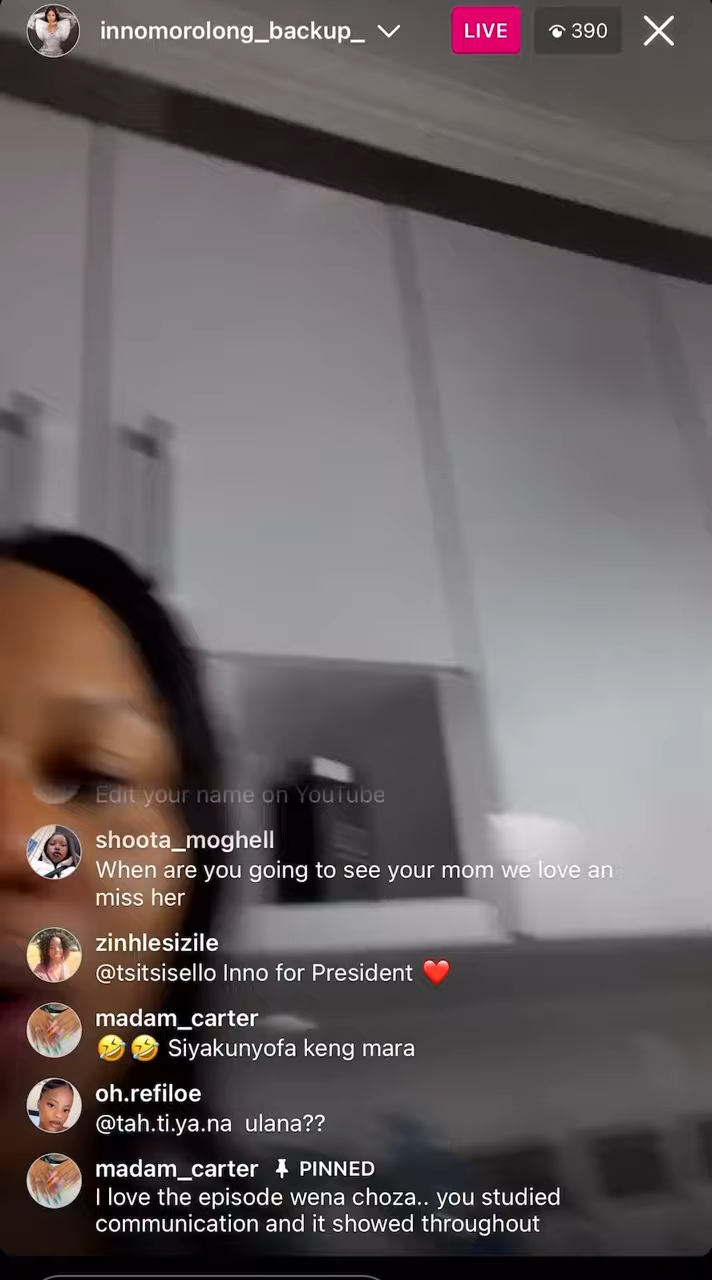 innomorolong_backup_
LIVE
390
Edit your name on YouTube
shoota_moghell
When are you going to see your mom we love an
miss her
zinhlesizile
@tsitsisello Inno for President ❤️
madam_carter
🤣🤣 Siyakunyofa keng mara
oh.refiloe
@tah.ti.ya.na ulana??
madam_carter PINNED
I love the episode wena choza.. you studied
communication and it showed throughout